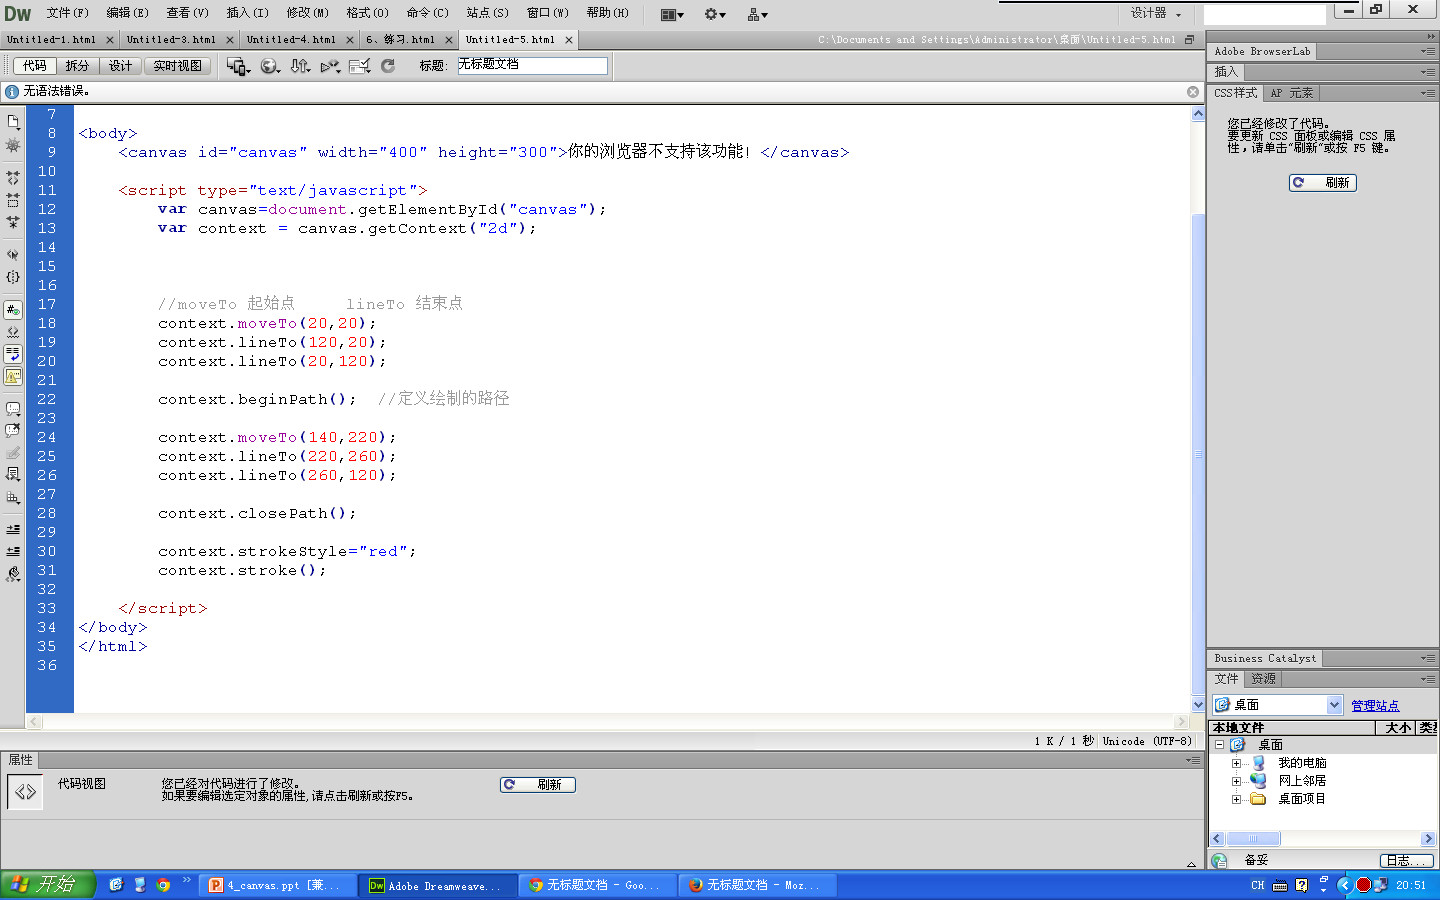 Dw 文件(F) 编辑(E) 查看(V) 插入(I) 修改(M) 格式(O) 命令(C) 站点(S) 窗口(W) 帮助(H) 设计器
Untitled-1.html Untitled-3.html Untitled-4.html 6、练习.html Untitled-5.html C:\Documents and Settings\Administrator\桌面\Untitled-5.html
代码 拆分 设计 实时视图 标题: 无标题文档
无语法错误。
7
8 <body>
9 <canvas id="canvas" width="400" height="300">你的浏览器不支持该功能! </canvas>
10
11 <script type="text/javascript">
12 var canvas=document.getElementById("canvas");
13 var context = canvas.getContext("2d");
14
15
16
17 //moveTo 起始点 lineTo 结束点
18 context.moveTo(20,20);
19 context.lineTo(120,20);
20 context.lineTo(20,120);
21
22 context.beginPath(); //定义绘制的路径
23
24 context.moveTo(140,220);
25 context.lineTo(220,260);
26 context.lineTo(260,120);
27
28 context.closePath();
29
30 context.strokeStyle="red";
31 context.stroke();
32
33 </script>
34 </body>
35 </html>
36
1 K / 1 秒 Unicode (UTF-8)
属性
代码视图
您已经对代码进行了修改。
如果要编辑选定对象的属性,请点击刷新或按F5。
刷新
Adobe BrowserLab
插入
CSS样式 AP 元素
您已经修改了代码。
要更新 CSS 面板或编辑 CSS 属
性,请单击“刷新”或按 F5 键。
刷新
Business Catalyst
文件 资源
桌面 管理站点
本地文件 大小 类型
桌面
我的电脑
网上邻居
桌面项目
备妥 日志...
开始 4_canvas.ppt [兼... Adobe Dreamweave... 无标题文档 - Goo... 无标题文档 - Moz... CH 20:51